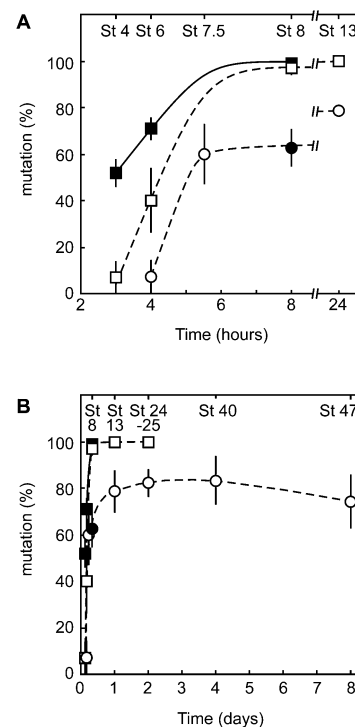 A
St 4 St 6 St 7.5 St 8 St 13
100
80
60
40
20
0
mutation (%)
2 4 6 8 24
Time (hours)
B
St 8 St 13 St 24 -25 St 40 St 47
100
80
60
40
20
0
mutation (%)
0 1 2 3 4 5 6 7 8
Time (days)